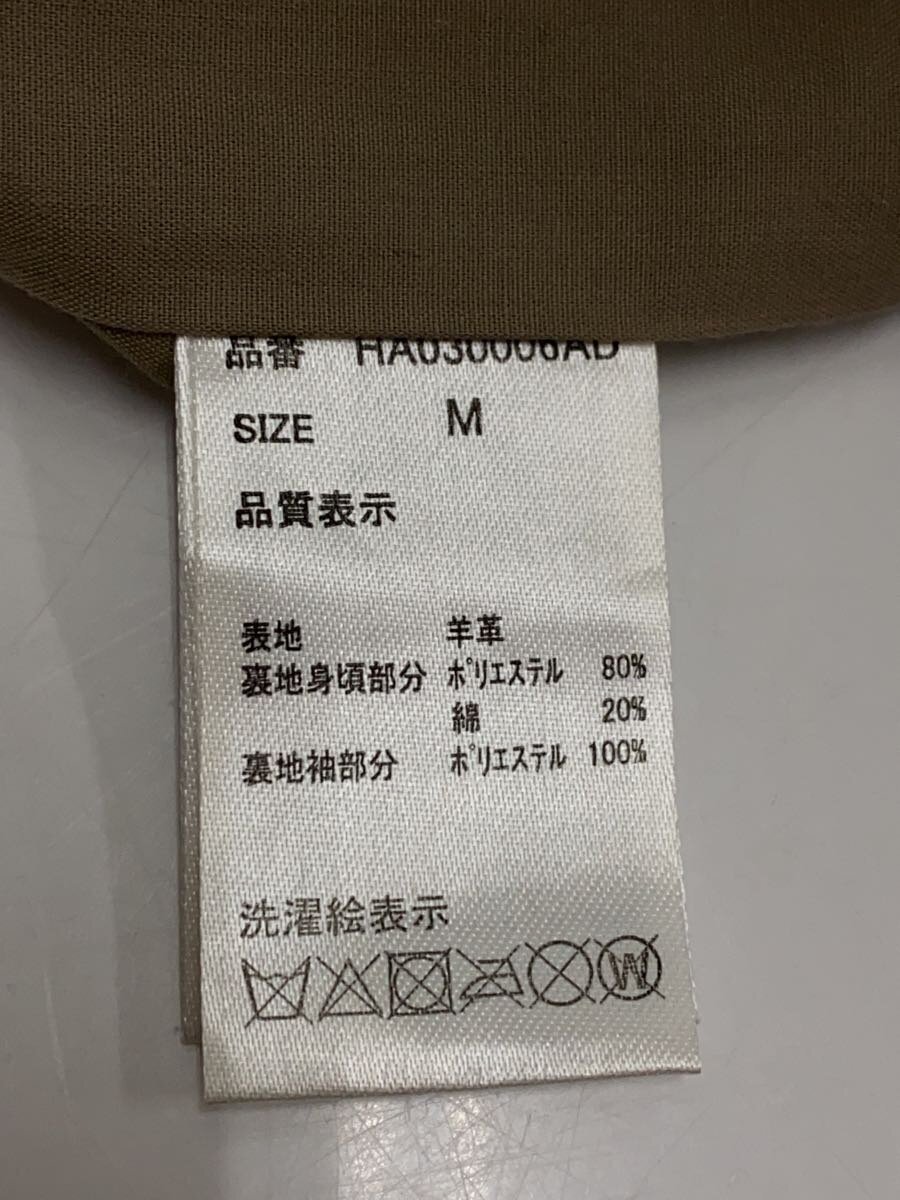 品番 HA030006AD
SIZE M
品質表示
表地 羊革
裏地身頃部分 ポリエステル 80%
綿 20%
裏地袖部分 ポリエステル 100%
洗濯絵表示
W